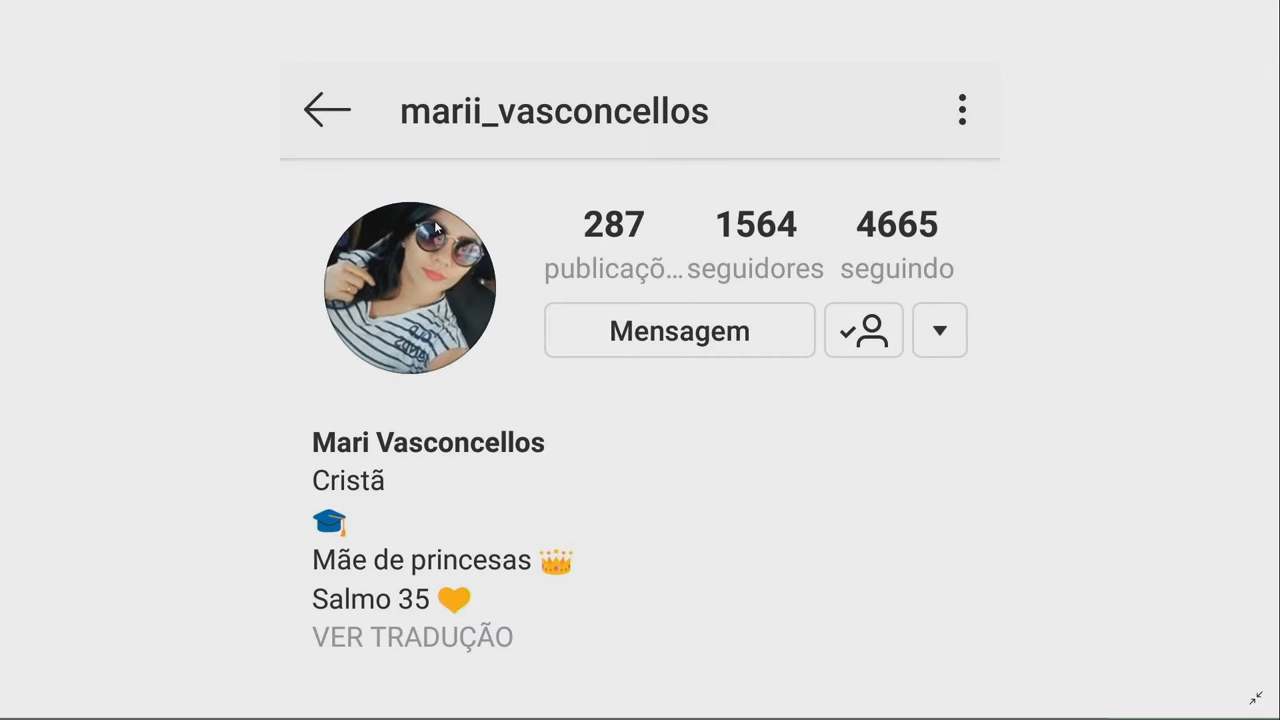 marii_vasconcellos
287 1564 4665
publicaçõ... seguidores seguindo
Mensagem
Mari Vasconcellos
Cristã
Mãe de princesas
Salmo 35
VER TRADUÇÃO